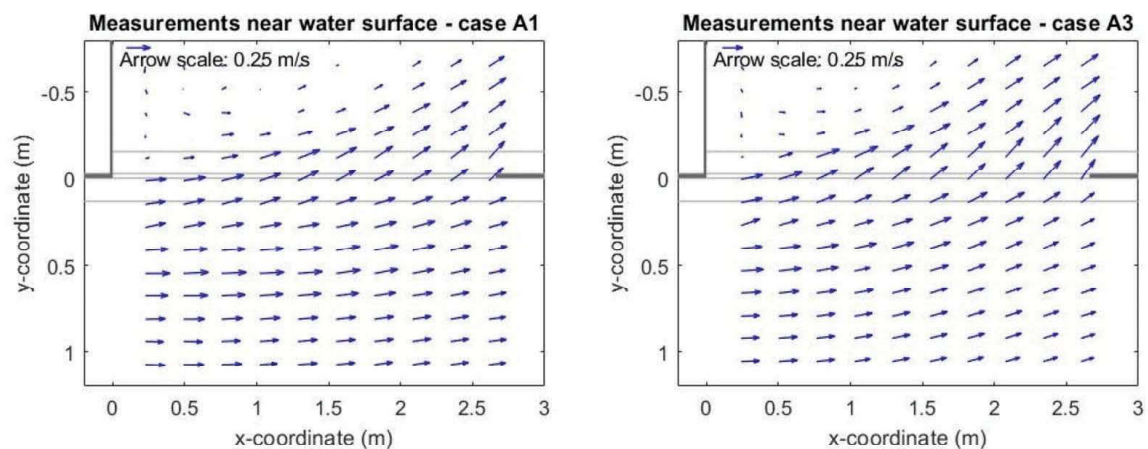 Measurements near water surface - case A1
Arrow scale: 0.25 m/s
-0.5
0
0.5
1
y-coordinate (m)
0 0.5 1 1.5 2 2.5 3
x-coordinate (m)
Measurements near water surface - case A3
Arrow scale: 0.25 m/s
-0.5
0
0.5
1
y-coordinate (m)
0 0.5 1 1.5 2 2.5 3
x-coordinate (m)